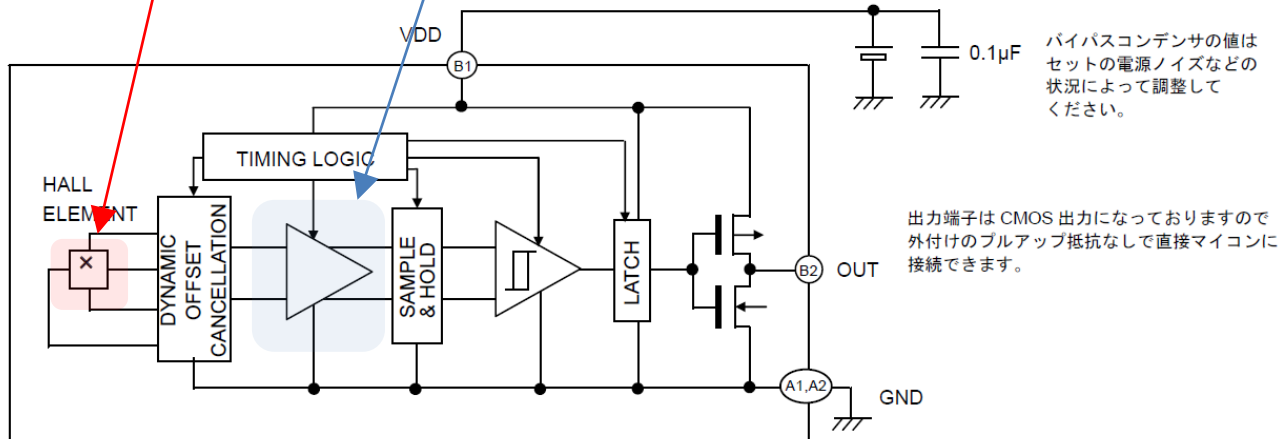 VDD
B1
0.1μF
バイパスコンデンサの値は
セットの電源ノイズなどの
状況によって調整して
ください。
TIMING LOGIC
HALL
ELEMENT
×
DYNAMIC
OFFSET
CANCELLATION
SAMPLE
& HOLD
LATCH
B2
OUT
出力端子は CMOS 出力になっておりますので
外付けのプルアップ抵抗なしで直接マイコンに
接続できます。
A1,A2
GND